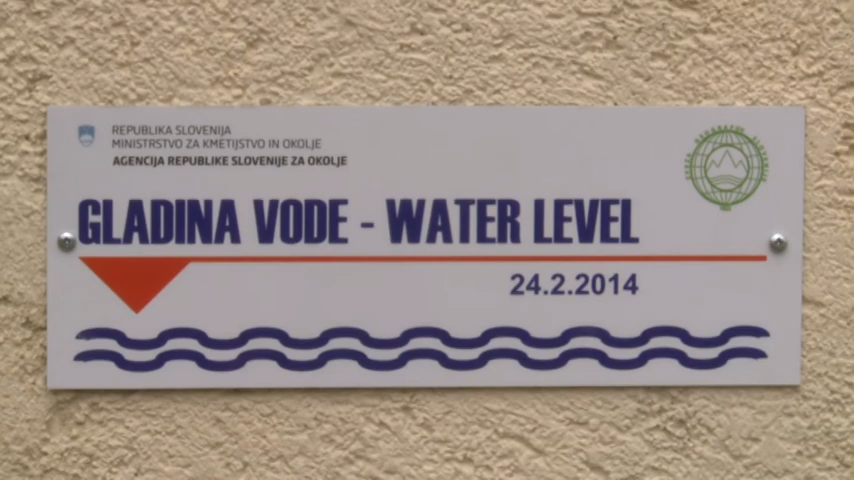 REPUBLIKA SLOVENIJA
MINISTRSTVO ZA KMETIJSTVO IN OKOLJE
AGENCIJA REPUBLIKE SLOVENIJE ZA OKOLJE
GLADINA VODE - WATER LEVEL
24.2.2014